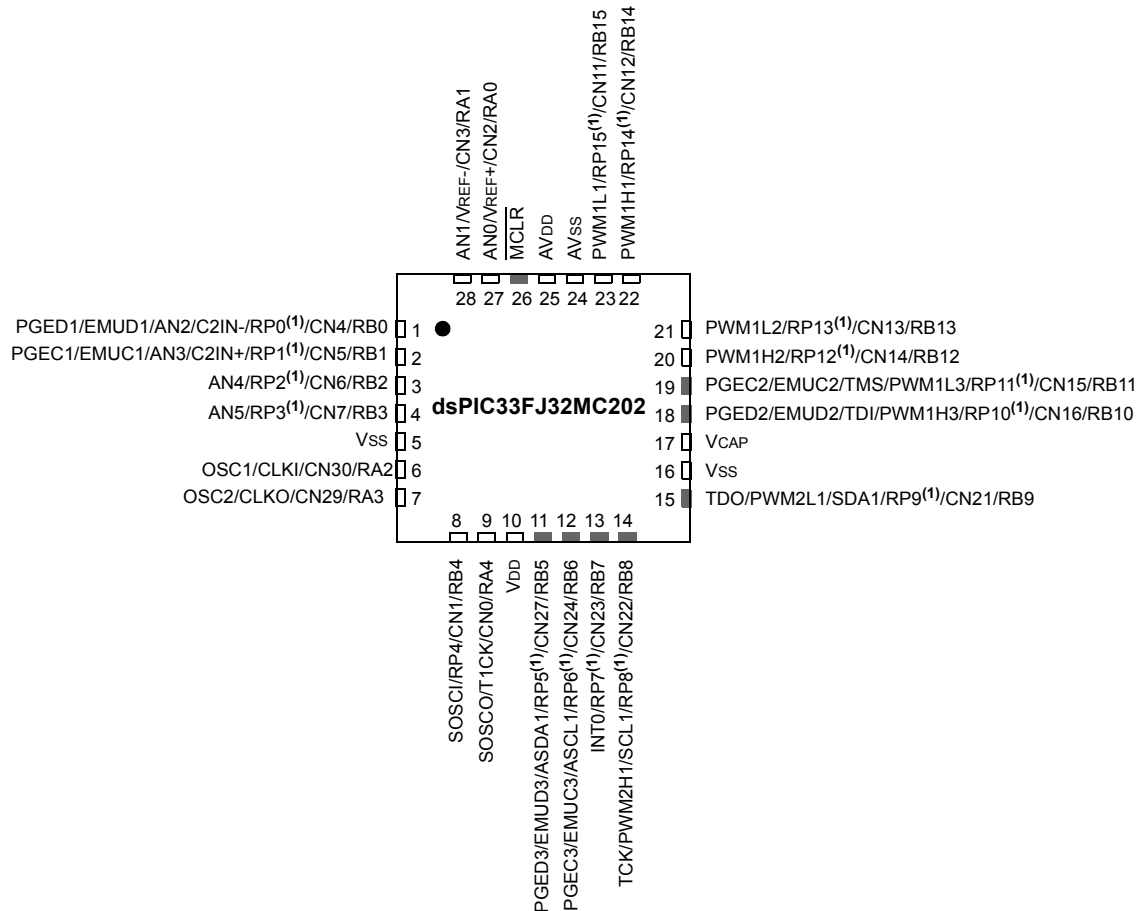 AN1/VREF-/CN3/RA1
AN0/VREF+/CN2/RA0
MCLR
AVDD
AVSS
PWM1L1/RP15(1)/CN11/RB15
PWM1H1/RP14(1)/CN12/RB14
28 27 26 25 24 23 22
PGED1/EMUD1/AN2/C2IN-/RP0(1)/CN4/RB0 1
PGEC1/EMUC1/AN3/C2IN+/RP1(1)/CN5/RB1 2
AN4/RP2(1)/CN6/RB2 3
AN5/RP3(1)/CN7/RB3 4
VSS 5
OSC1/CLKI/CN30/RA2 6
OSC2/CLKO/CN29/RA3 7
dsPIC33FJ32MC202
21 PWM1L2/RP13(1)/CN13/RB13
20 PWM1H2/RP12(1)/CN14/RB12
19 PGEC2/EMUC2/TMS/PWM1L3/RP11(1)/CN15/RB11
18 PGED2/EMUD2/TDI/PWM1H3/RP10(1)/CN16/RB10
17 VCAP
16 VSS
15 TDO/PWM2L1/SDA1/RP9(1)/CN21/RB9
8 9 10 11 12 13 14
SOSCI/RP4/CN1/RB4
SOSCO/T1CK/CN0/RA4
VDD
PGED3/EMUD3/ASDA1/RP5(1)/CN27/RB5
PGEC3/EMUC3/ASCL1/RP6(1)/CN24/RB6
INT0/RP7(1)/CN23/RB7
TCK/PWM2H1/SCL1/RP8(1)/CN22/RB8